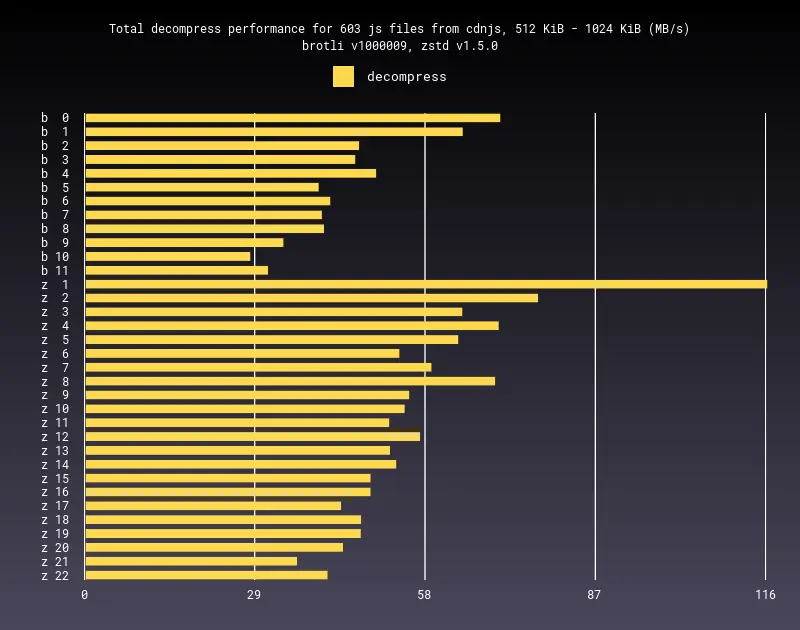 Total decompress performance for 603 js files from cdnjs, 512 KiB - 1024 KiB (MB/s)
brotli v1000009, zstd v1.5.0
decompress
b 0
b 1
b 2
b 3
b 4
b 5
b 6
b 7
b 8
b 9
b 10
b 11
z 1
z 2
z 3
z 4
z 5
z 6
z 7
z 8
z 9
z 10
z 11
z 12
z 13
z 14
z 15
z 16
z 17
z 18
z 19
z 20
z 21
z 22
0 29 58 87 116